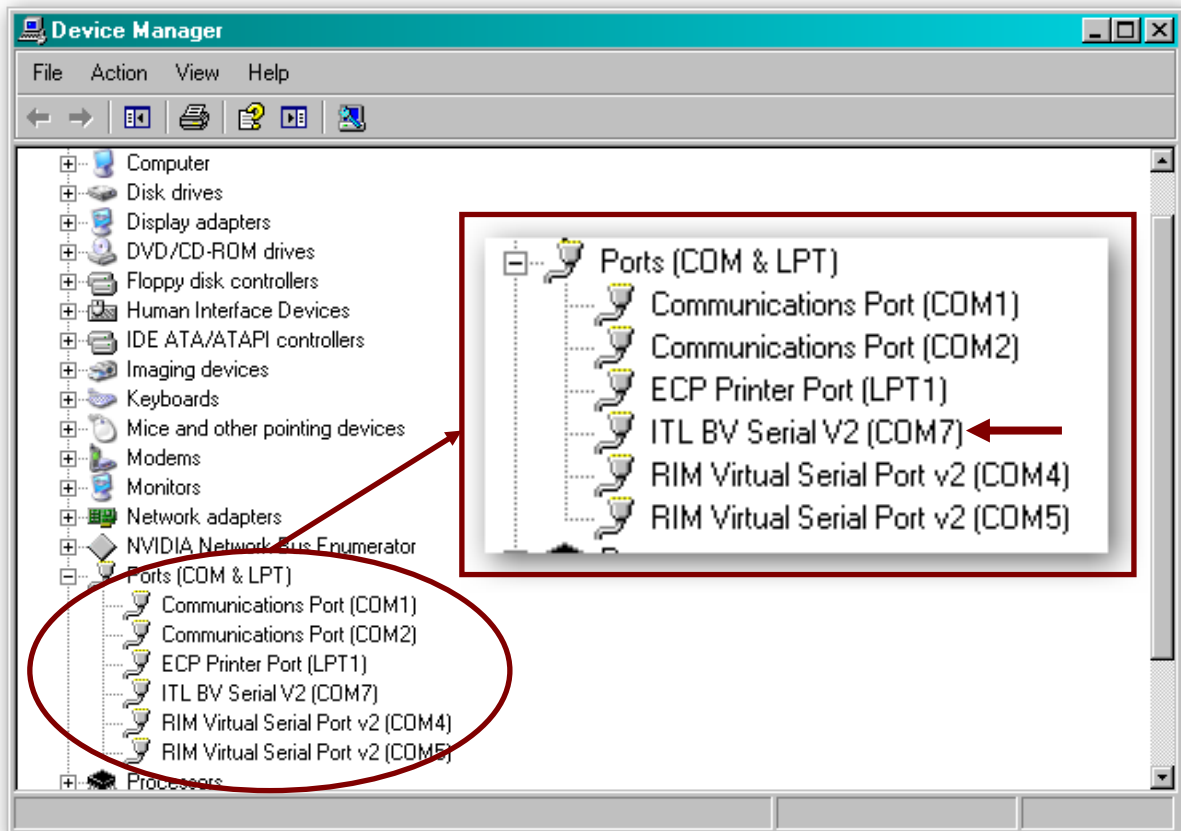 Device Manager
File Action View Help
Computer
Disk drives
Display adapters
DVD/CD-ROM drives
Floppy disk controllers
Human Interface Devices
IDE ATA/ATAPI controllers
Imaging devices
Keyboards
Mice and other pointing devices
Modems
Monitors
Network adapters
NVIDIA Network Bus Enumerator
Ports (COM & LPT)
Communications Port (COM1)
Communications Port (COM2)
ECP Printer Port (LPT1)
ITL BV Serial V2 (COM7)
RIM Virtual Serial Port v2 (COM4)
RIM Virtual Serial Port v2 (COM5)
Processors
Ports (COM & LPT)
Communications Port (COM1)
Communications Port (COM2)
ECP Printer Port (LPT1)
ITL BV Serial V2 (COM7)
RIM Virtual Serial Port v2 (COM4)
RIM Virtual Serial Port v2 (COM5)